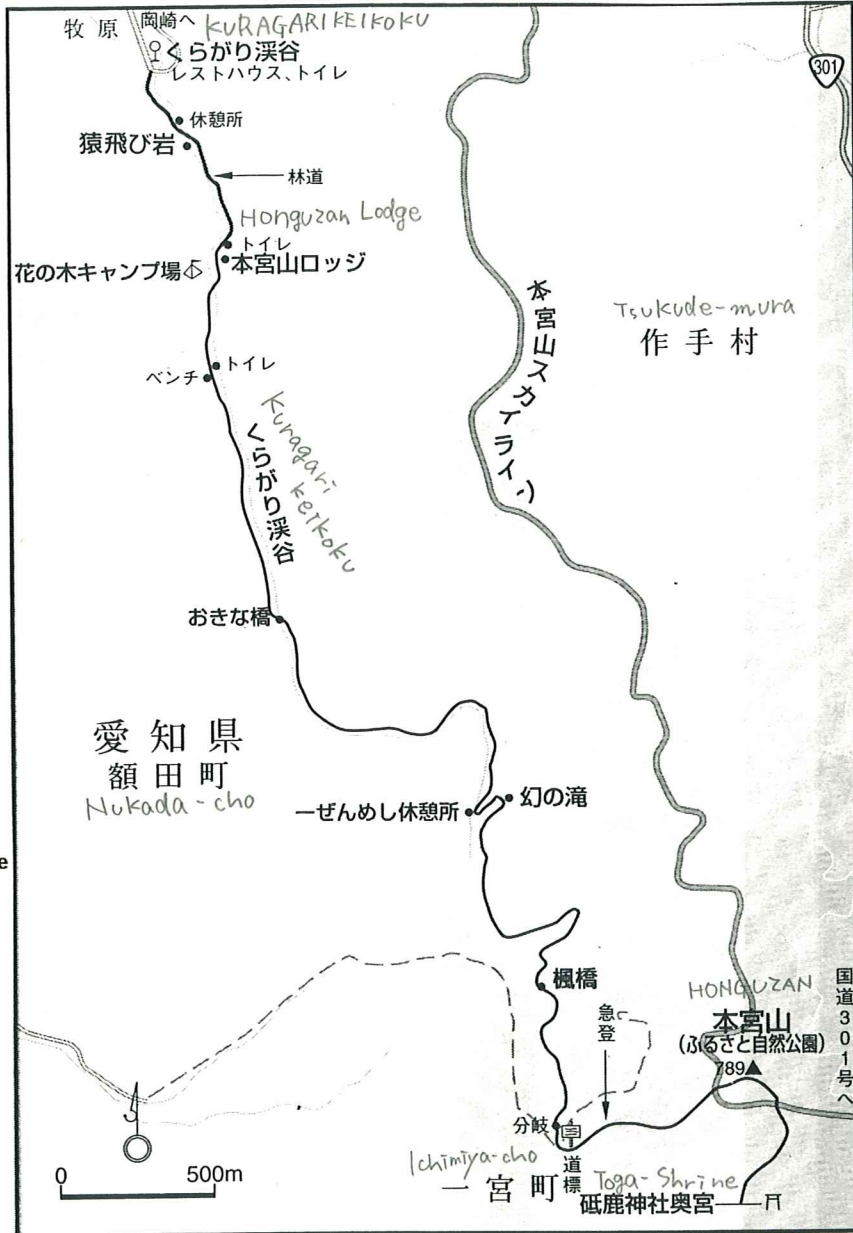 牧原
岡崎へ
KURAGARIKEIKOKU
くらがり渓谷
レストハウス、トイレ
301
休憩所
猿飛び岩
林道
Honguzan Lodge
トイレ
本宮山ロッジ
花の木キャンプ場
本宮山スカイライン
Tsukude-mura
作手村
トイレ
ベンチ
Kuragari
keikoku
くらがり渓谷
おきな橋
愛知県
額田町
Nukada-cho
幻の滝
一ぜんめし休憩所
e
楓橋
HONGUZAN
本宮山
(ふるさと自然公園)
789
国道301号へ
急登
分岐
道標
Ichimiya-cho
一宮町
Toga-Shrine
砥鹿神社奥宮
0
500m